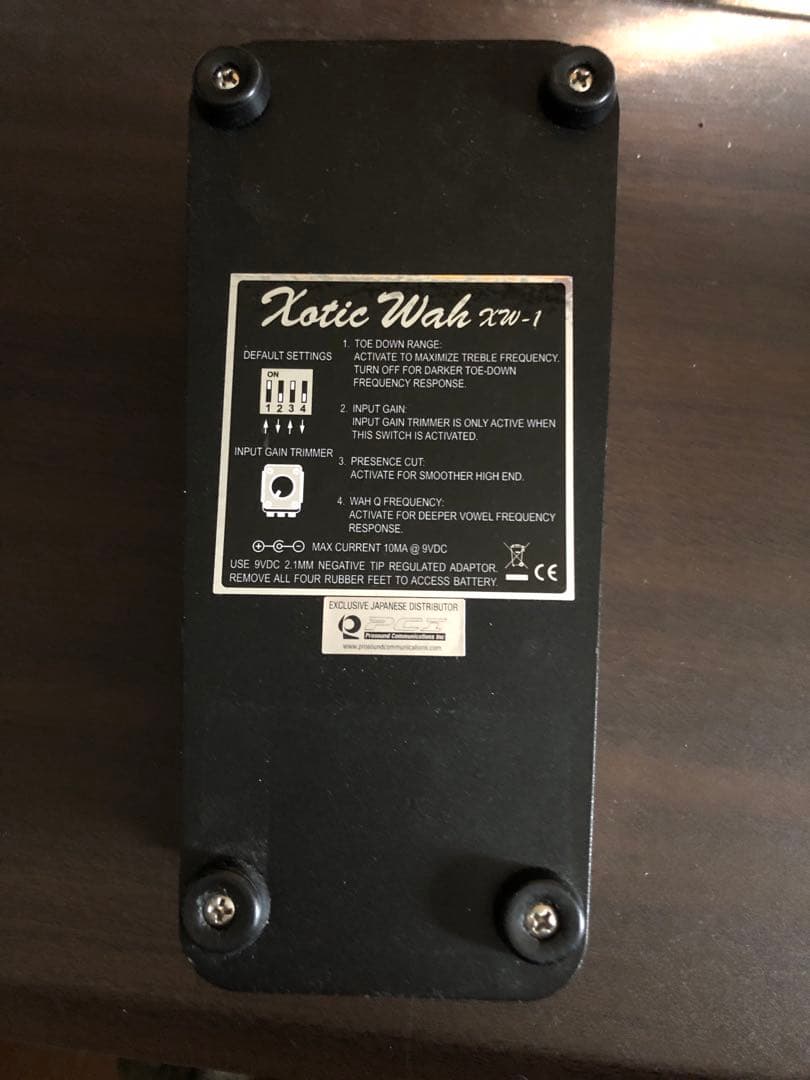 Xotic Wah XW-1
DEFAULT SETTINGS
ON
1 2 3 4
INPUT GAIN TRIMMER
1. TOE DOWN RANGE:
ACTIVATE TO MAXIMIZE TREBLE FREQUENCY.
TURN OFF FOR DARKER TOE-DOWN
FREQUENCY RESPONSE.
2. INPUT GAIN:
INPUT GAIN TRIMMER IS ONLY ACTIVE WHEN
THIS SWITCH IS ACTIVATED.
3. PRESENCE CUT:
ACTIVATE FOR SMOOTHER HIGH END.
4. WAH Q FREQUENCY:
ACTIVATE FOR DEEPER VOWEL FREQUENCY
RESPONSE.
MAX CURRENT 10MA @ 9VDC
USE 9VDC 2.1MM NEGATIVE TIP REGULATED ADAPTOR.
REMOVE ALL FOUR RUBBER FEET TO ACCESS BATTERY.
CE
EXCLUSIVE JAPANESE DISTRIBUTOR
PCI
Prosound Communications Inc
www.prosoundcommunications.com